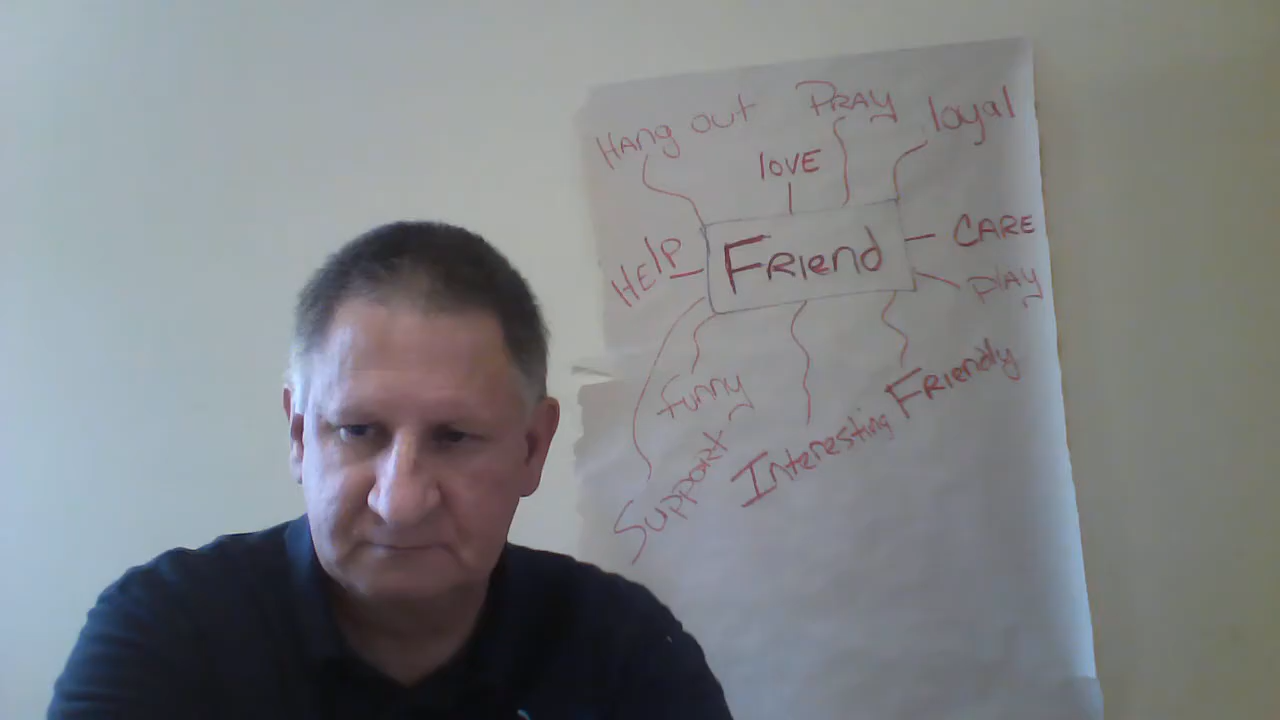 Hang out
PRAy
loyal
lOVE
CARE
HElP
FRIend
PlAy
funny
FRIendly
Interesting
SuppoRt